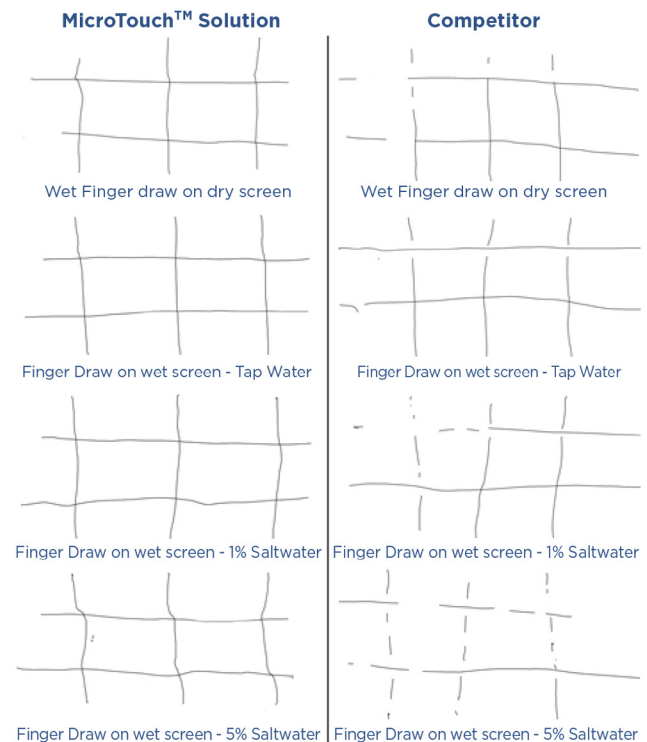 MicroTouch™ Solution
Competitor
Wet Finger draw on dry screen
Wet Finger draw on dry screen
Finger Draw on wet screen - Tap Water
Finger Draw on wet screen - Tap Water
Finger Draw on wet screen - 1% Saltwater
Finger Draw on wet screen - 1% Saltwater
Finger Draw on wet screen - 5% Saltwater
Finger Draw on wet screen - 5% Saltwater